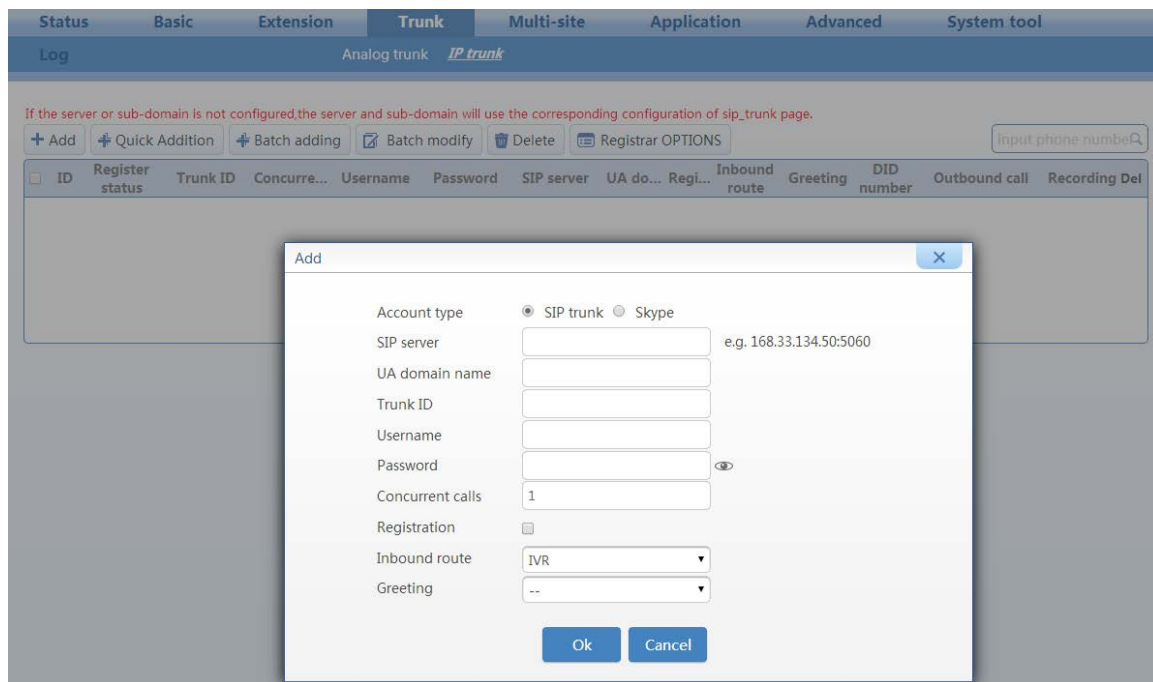 Status Basic Extension Trunk Multi-site Application Advanced System tool
Log Analog trunk IP trunk
If the server or sub-domain is not configured,the server and sub-domain will use the corresponding configuration of sip_trunk page.
Add Quick Addition Batch adding Batch modify Delete Registrar OPTIONS Input phone numbe
ID Register status Trunk ID Concurre... Username Password SIP server UA do... Regi... Inbound route Greeting DID number Outbound call Recording Del
Add
Account type SIP trunk Skype
SIP server e.g. 168.33.134.50:5060
UA domain name
Trunk ID
Username
Password
Concurrent calls 1
Registration
Inbound route IVR
Greeting --
Ok Cancel